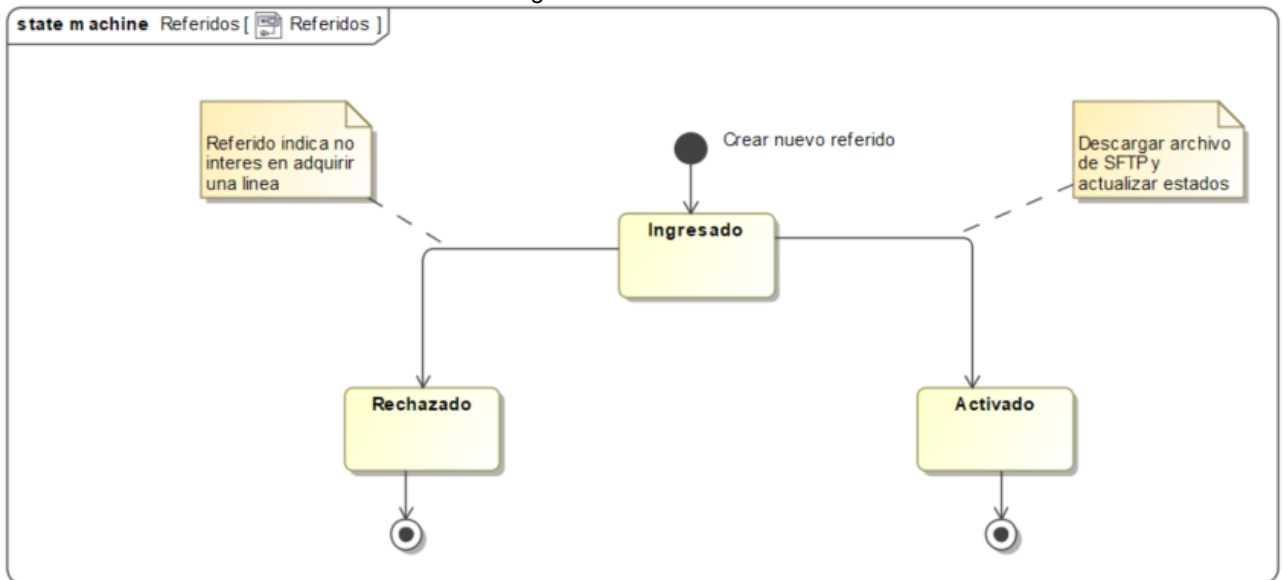 state machine Referidos [ Referidos ]
Referido indica no
interes en adquirir
una linea
Crear nuevo referido
Descargar archivo
de SFTP y
actualizar estados
Ingresado
Rechazado
Activado